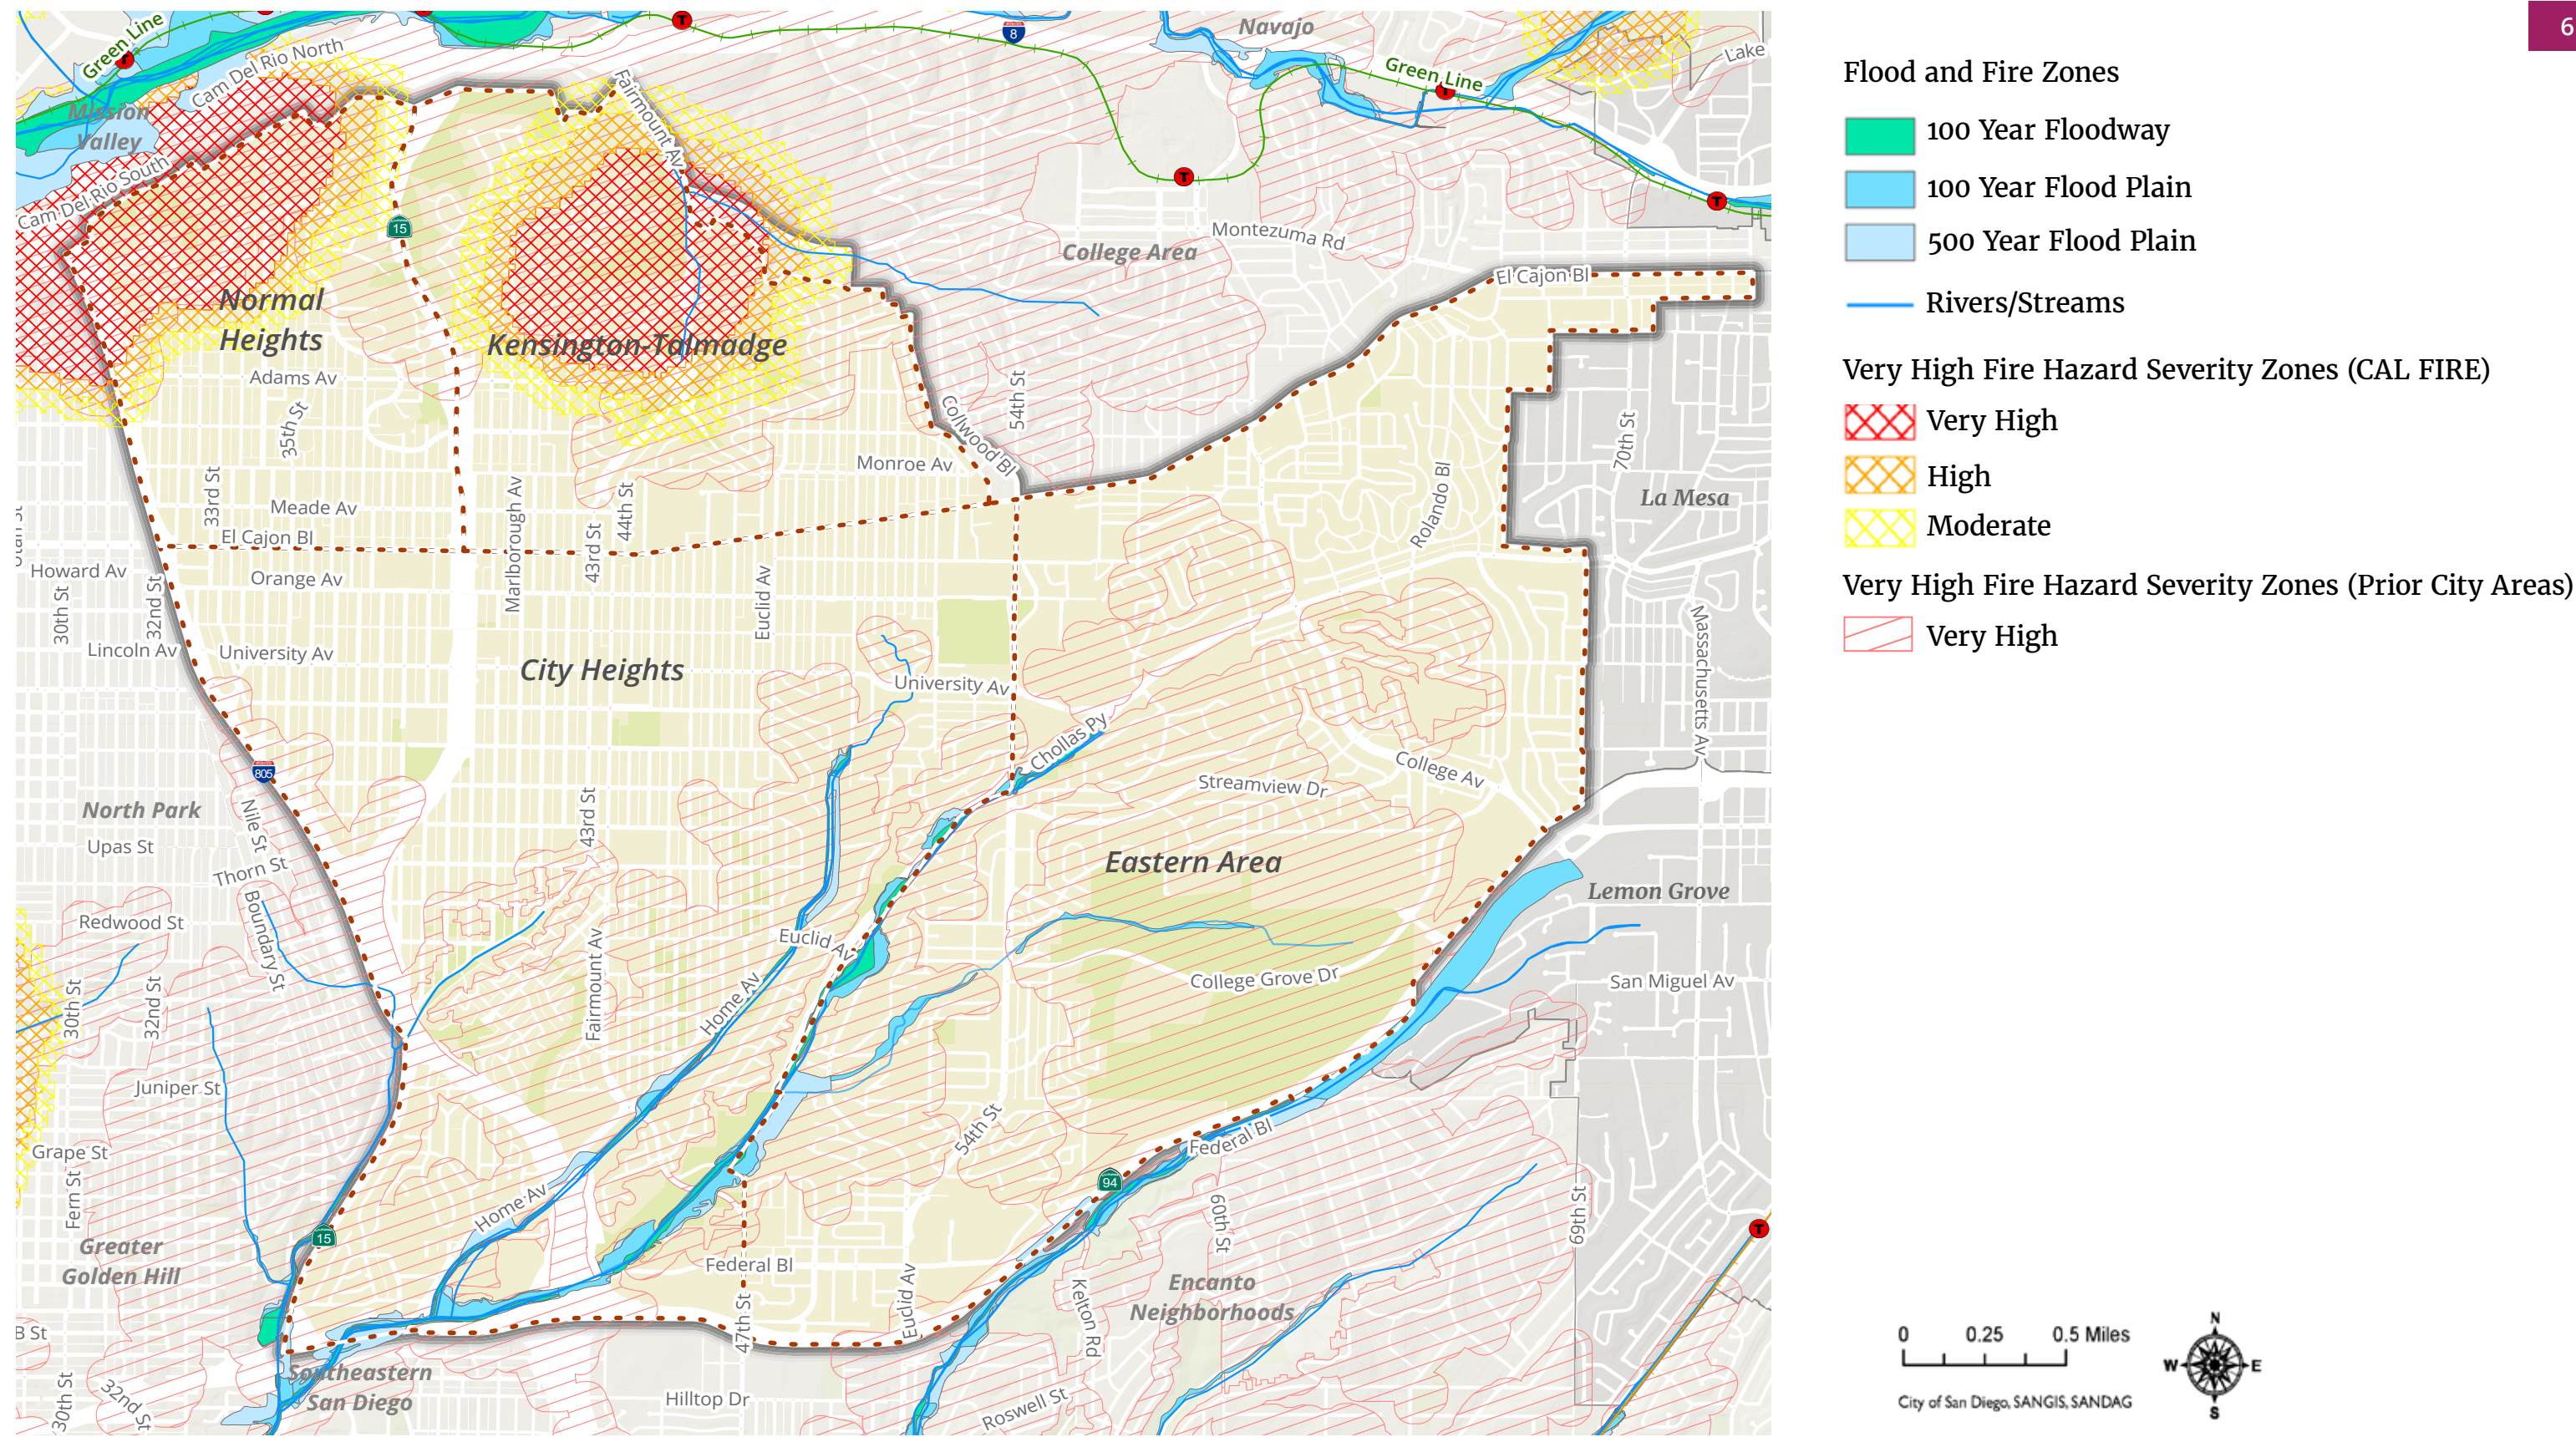 6
Flood and Fire Zones
100 Year Floodway
100 Year Flood Plain
500 Year Flood Plain
Rivers/Streams
Very High Fire Hazard Severity Zones (CAL FIRE)
Very High
High
Moderate
Very High Fire Hazard Severity Zones (Prior City Areas)
Very High
0 0.25 0.5 Miles
City of San Diego, SANGIS, SANDAG
N
W E
S
Green Line
Cam Del Rio North
8
Navajo
Green Line
Lake
Mission
Valley
Cam Del Rio South
Fairmount Av
T
T
T
T
T
15
College Area
Montezuma Rd
El Cajon Bl
Normal
Heights
Kensington-Talmadge
Adams Av
35th St
Collwood Bl
54th St
Monroe Av
33rd St
Meade Av
El Cajon Bl
Marlborough Av
44th St
43rd St
Rolando Bl
70th St
La Mesa
Howard Av
Orange Av
30th St
32nd St
Euclid Av
Lincoln Av
University Av
City Heights
University Av
Massachusetts Av
Chollas Py
805
North Park
Nile St
Upas St
Thorn St
43rd St
Streamview Dr
College Av
Eastern Area
Lemon Grove
Redwood St
Boundary St
Euclid Av
Fairmount Av
Home Av
College Grove Dr
San Miguel Av
30th St
32nd St
Juniper St
54th St
Grape St
Federal Bl
Fern St
94
Home Av
60th St
69th St
15
T
Greater
Golden Hill
Federal Bl
Euclid Av
47th St
Kelton Rd
Encanto
Neighborhoods
B St
Southeastern
San Diego
30th St
32nd St
Hilltop Dr
Roswell St